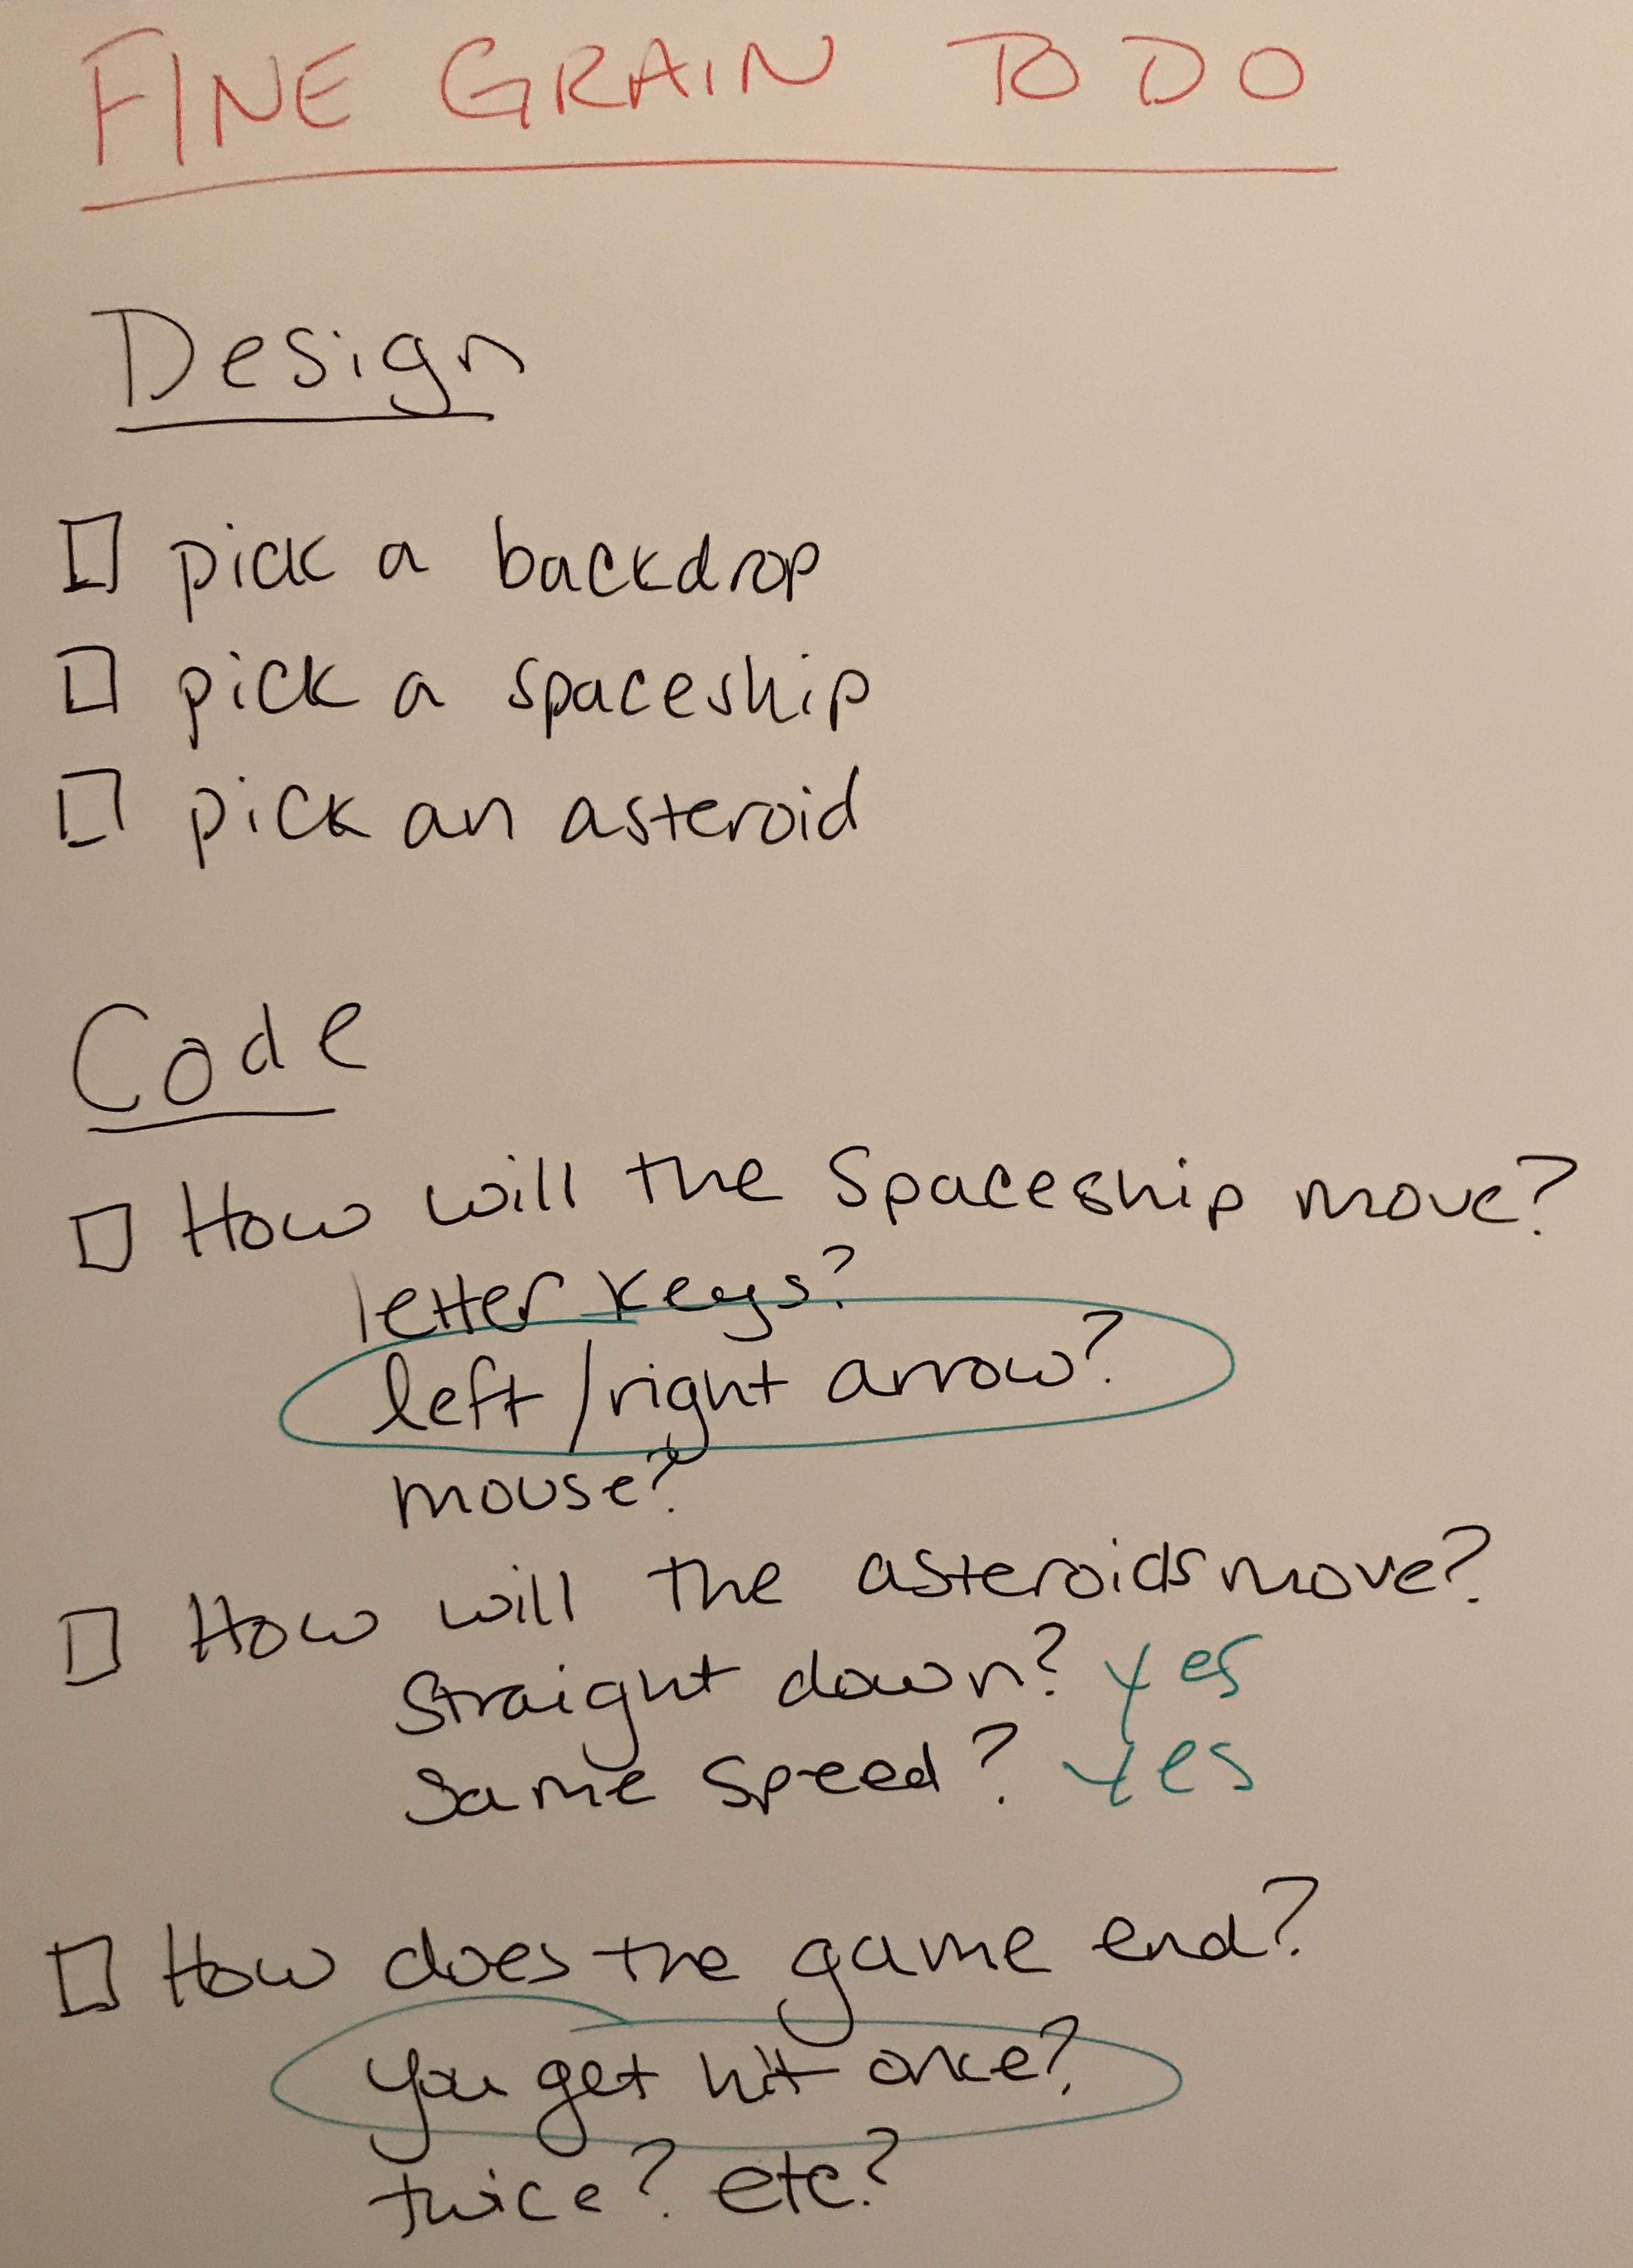 FINE GRAIN TO DO
Design
pick a backdrop
pick a spaceship
pick an asteroid
Code
How will the Spaceship move?
letter keys?
left/right arrow?
mouse?
How will the asteroids move?
Straight down? yes
Same speed? yes
How does the game end?
you get hit once?
twice? etc?